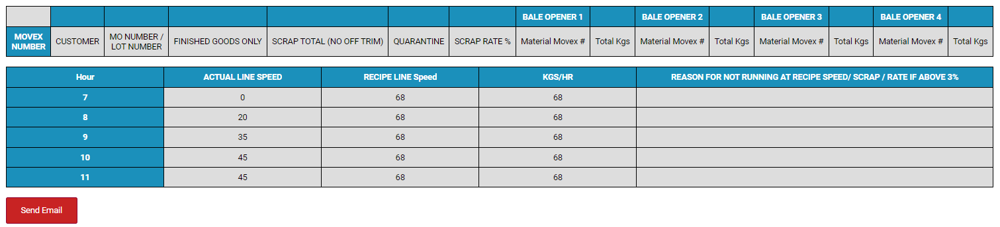 BALE OPENER 1 BALE OPENER 2 BALE OPENER 3 BALE OPENER 4
MOVEX NUMBER CUSTOMER MO NUMBER / LOT NUMBER FINISHED GOODS ONLY SCRAP TOTAL (NO OFF TRIM) QUARANTINE SCRAP RATE % Material Movex # Total Kgs Material Movex # Total Kgs Material Movex # Total Kgs Material Movex # Total Kgs
Hour ACTUAL LINE SPEED RECIPE LINE Speed KGS/HR REASON FOR NOT RUNNING AT RECIPE SPEED/ SCRAP / RATE IF ABOVE 3%
7 0 68 68
8 20 68 68
9 35 68 68
10 45 68 68
11 45 68 68
Send Email